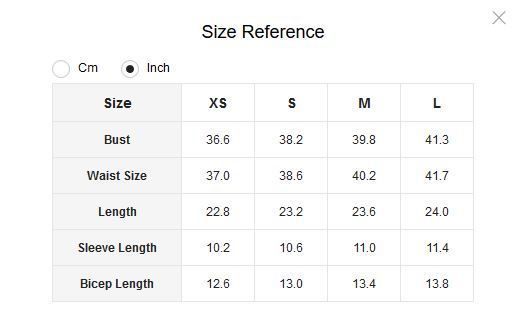 Size Reference
Cm Inch
Size XS S M L
Bust 36.6 38.2 39.8 41.3
Waist Size 37.0 38.6 40.2 41.7
Length 22.8 23.2 23.6 24.0
Sleeve Length 10.2 10.6 11.0 11.4
Bicep Length 12.6 13.0 13.4 13.8